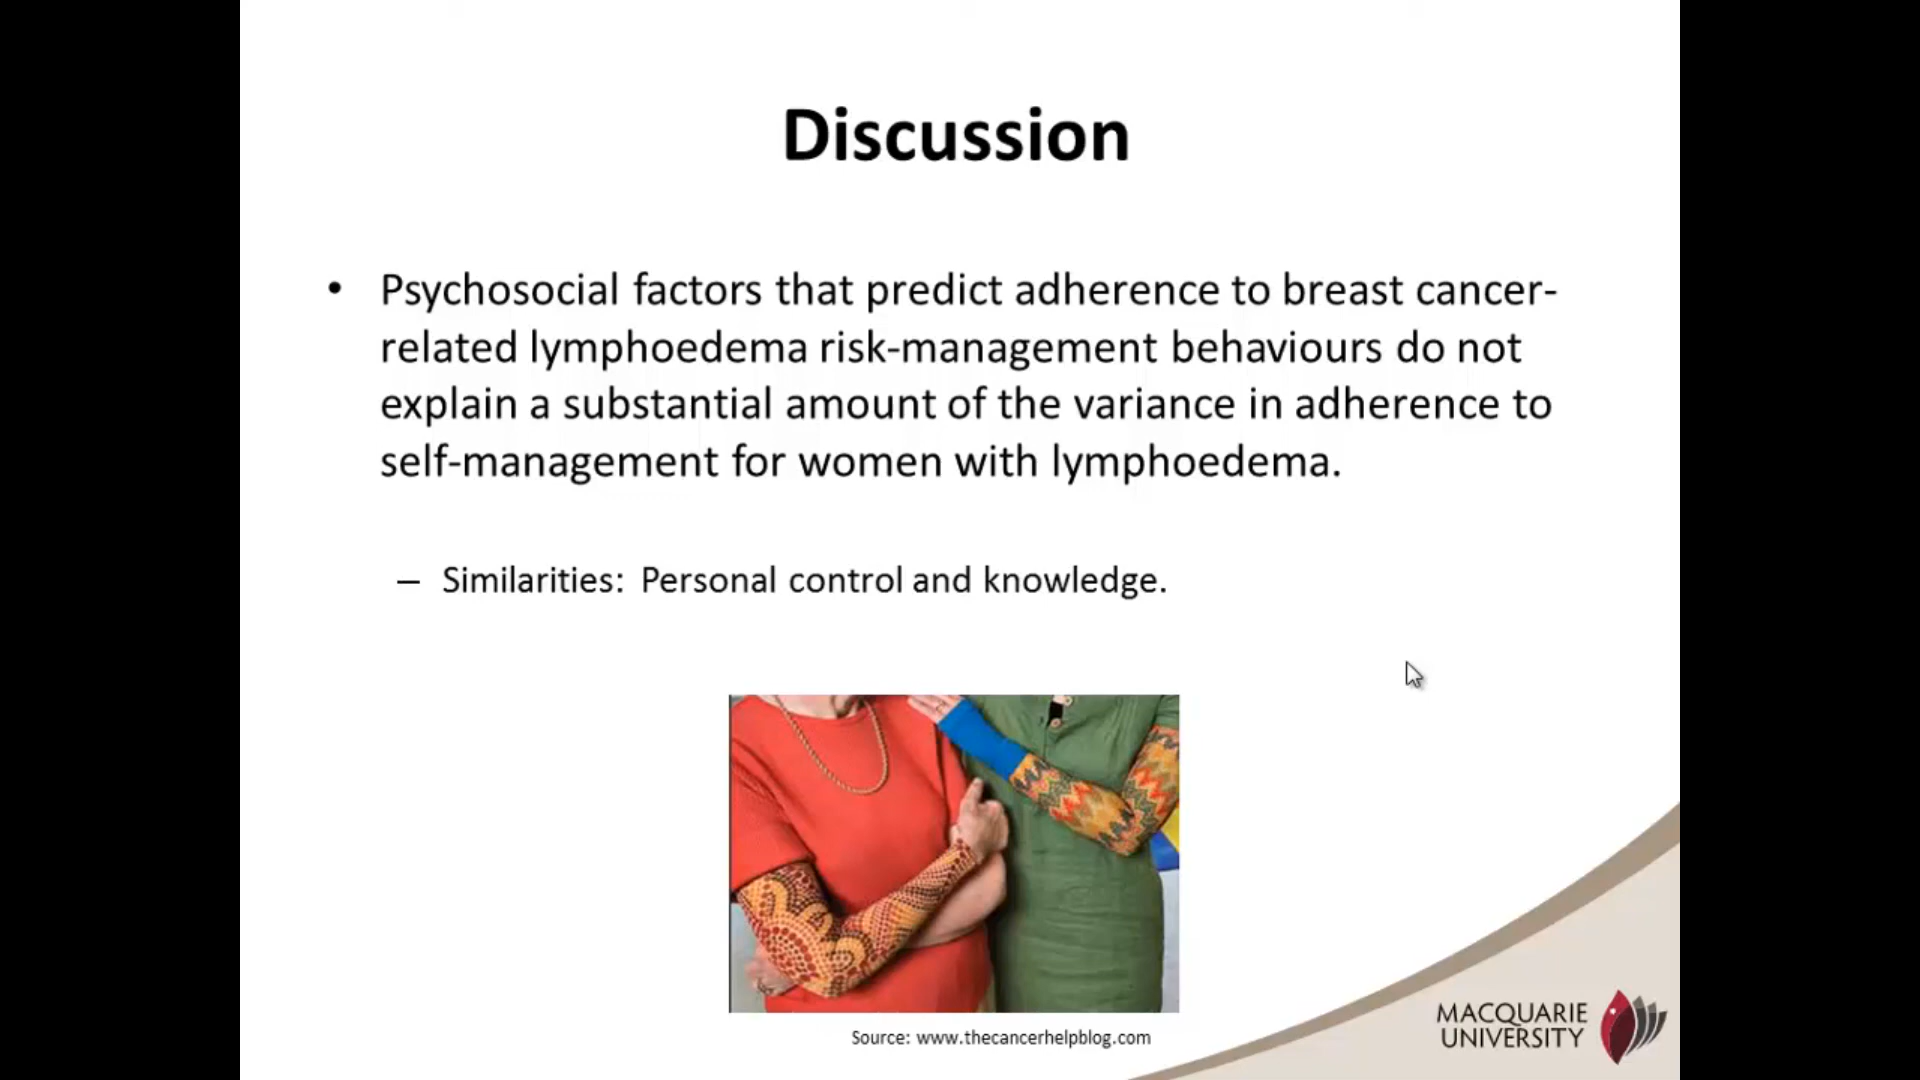 Discussion
• Psychosocial factors that predict adherence to breast cancer-
related lymphoedema risk-management behaviours do not
explain a substantial amount of the variance in adherence to
self-management for women with lymphoedema.
– Similarities: Personal control and knowledge.
Source: www.thecancerhelpblog.com
MACQUARIE
UNIVERSITY